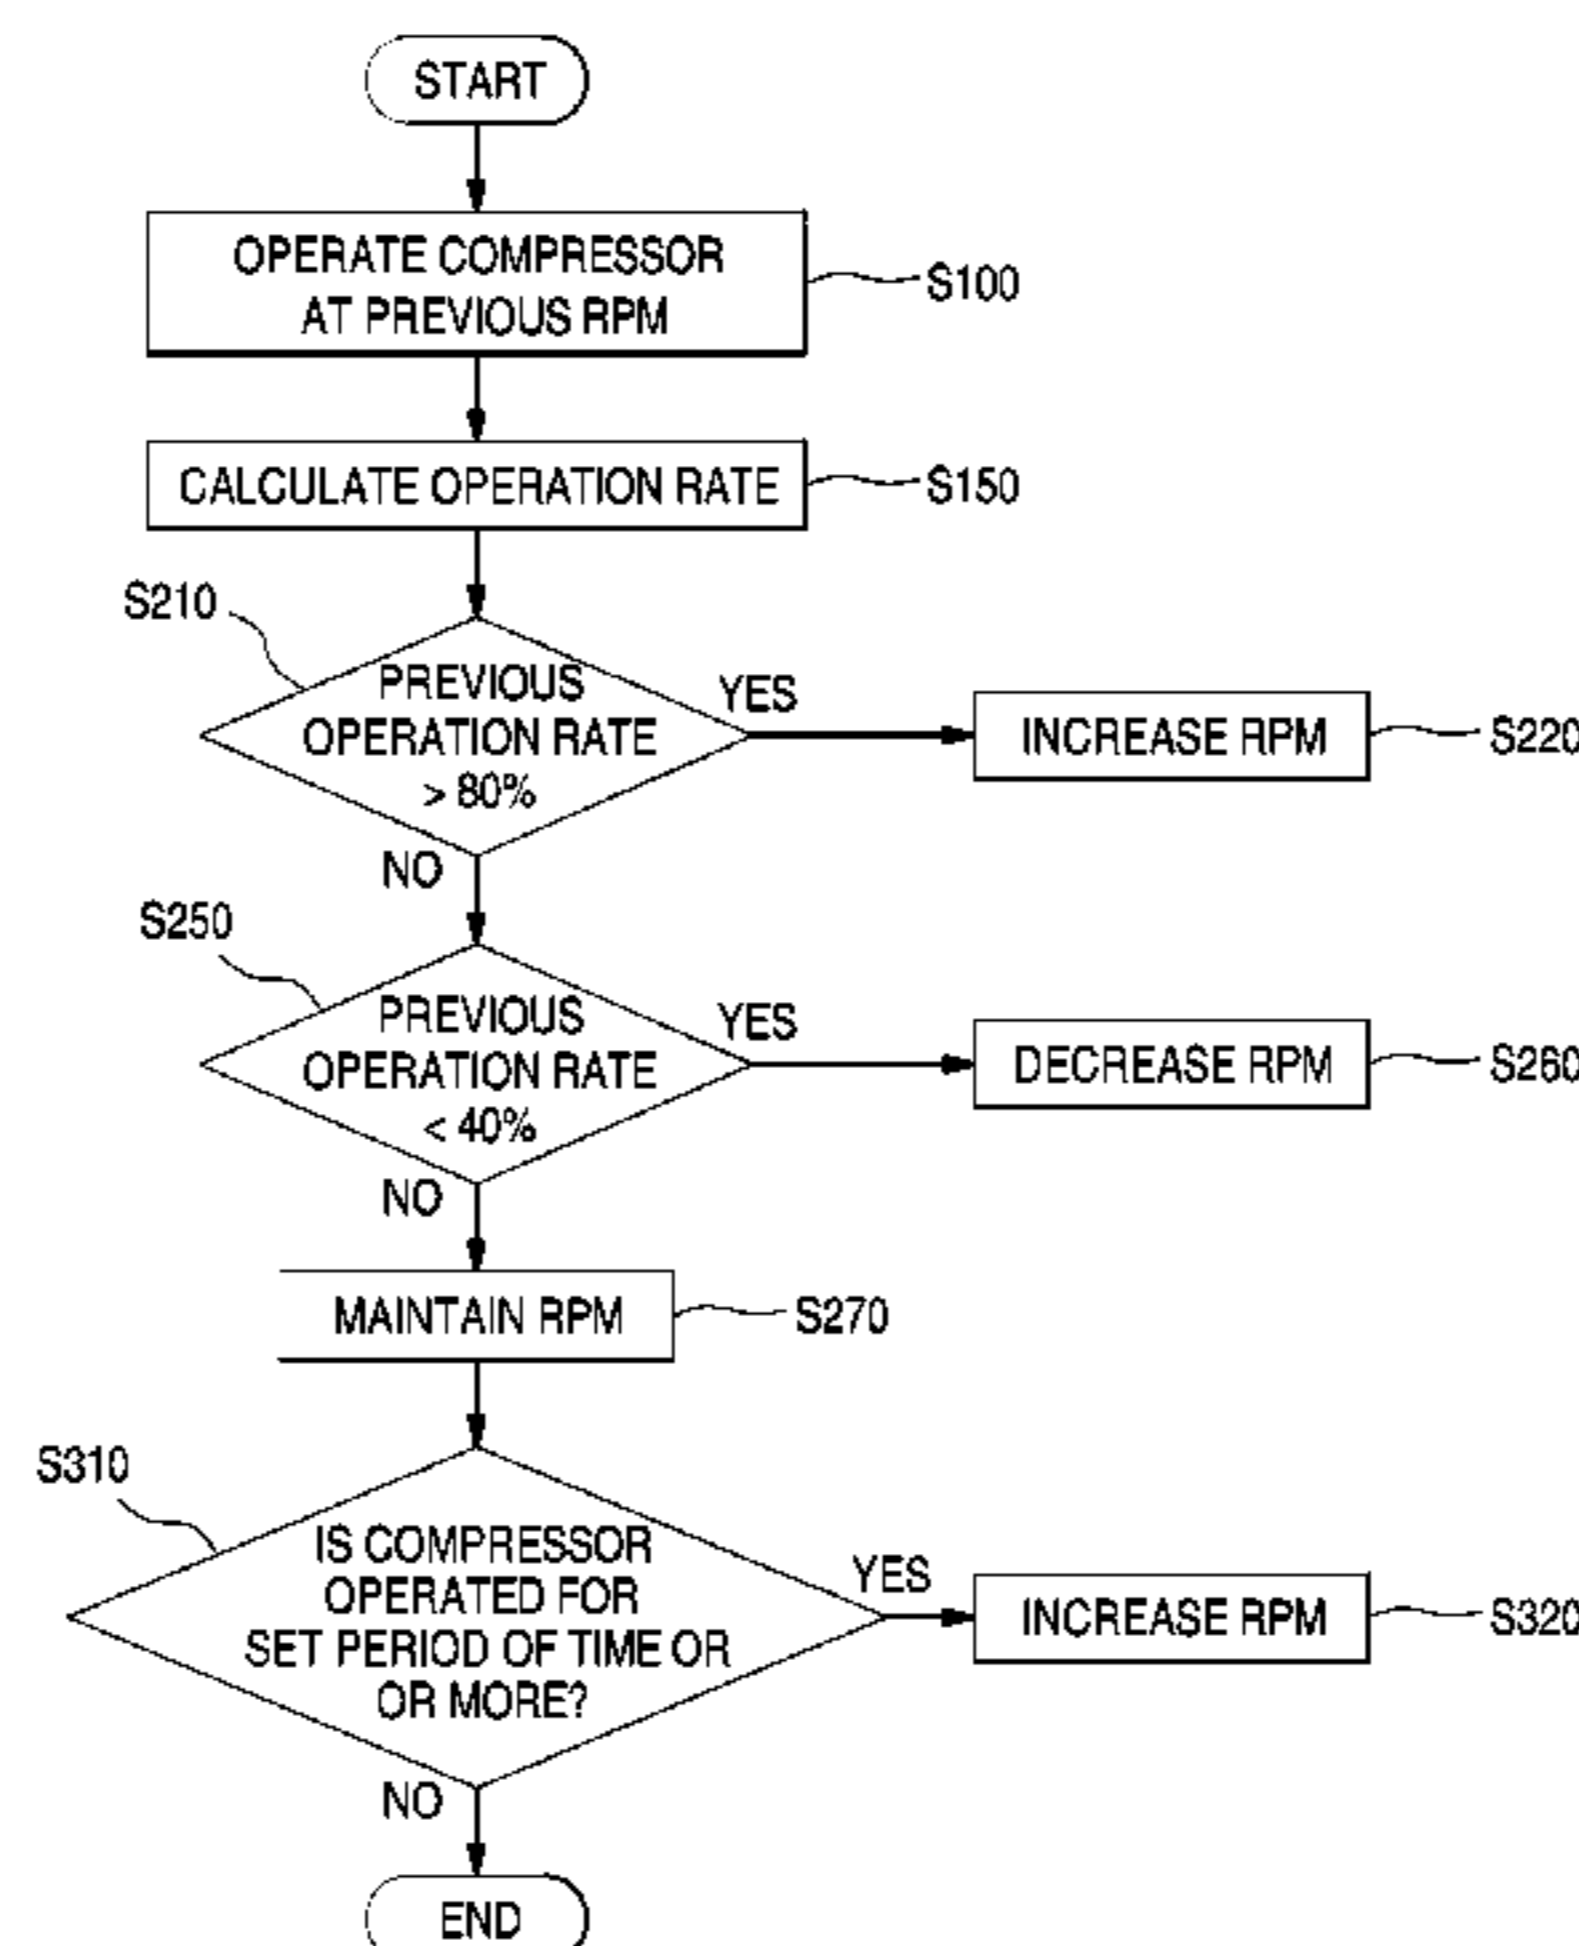 START
OPERATE COMPRESSOR
AT PREVIOUS RPM
S100
CALCULATE OPERATION RATE
S150
S210
PREVIOUS
OPERATION RATE
> 80%
YES
INCREASE RPM
S220
NO
S250
PREVIOUS
OPERATION RATE
< 40%
YES
DECREASE RPM
S260
NO
MAINTAIN RPM
S270
S310
IS COMPRESSOR
OPERATED FOR
SET PERIOD OF TIME OR
OR MORE?
YES
INCREASE RPM
S320
NO
END